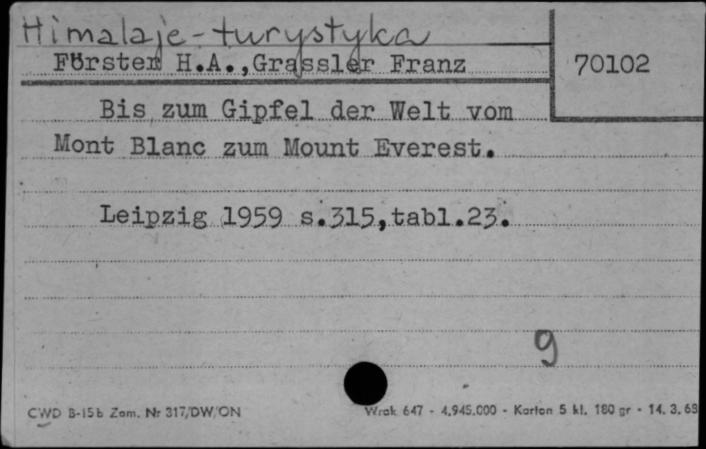 Himalaje - turystyka
Förster H.A., Grassler Franz
70102
Bis zum Gipfel der Welt vom
Mont Blanc zum Mount Everest.
Leipzig 1959 s.315,tabl.23.
9
CWD B-15b Zam. Nr 317/DW/ON
Wrak 647 - 4.945.000 - Karton 5 kl. 180 gr - 14. 3. 63